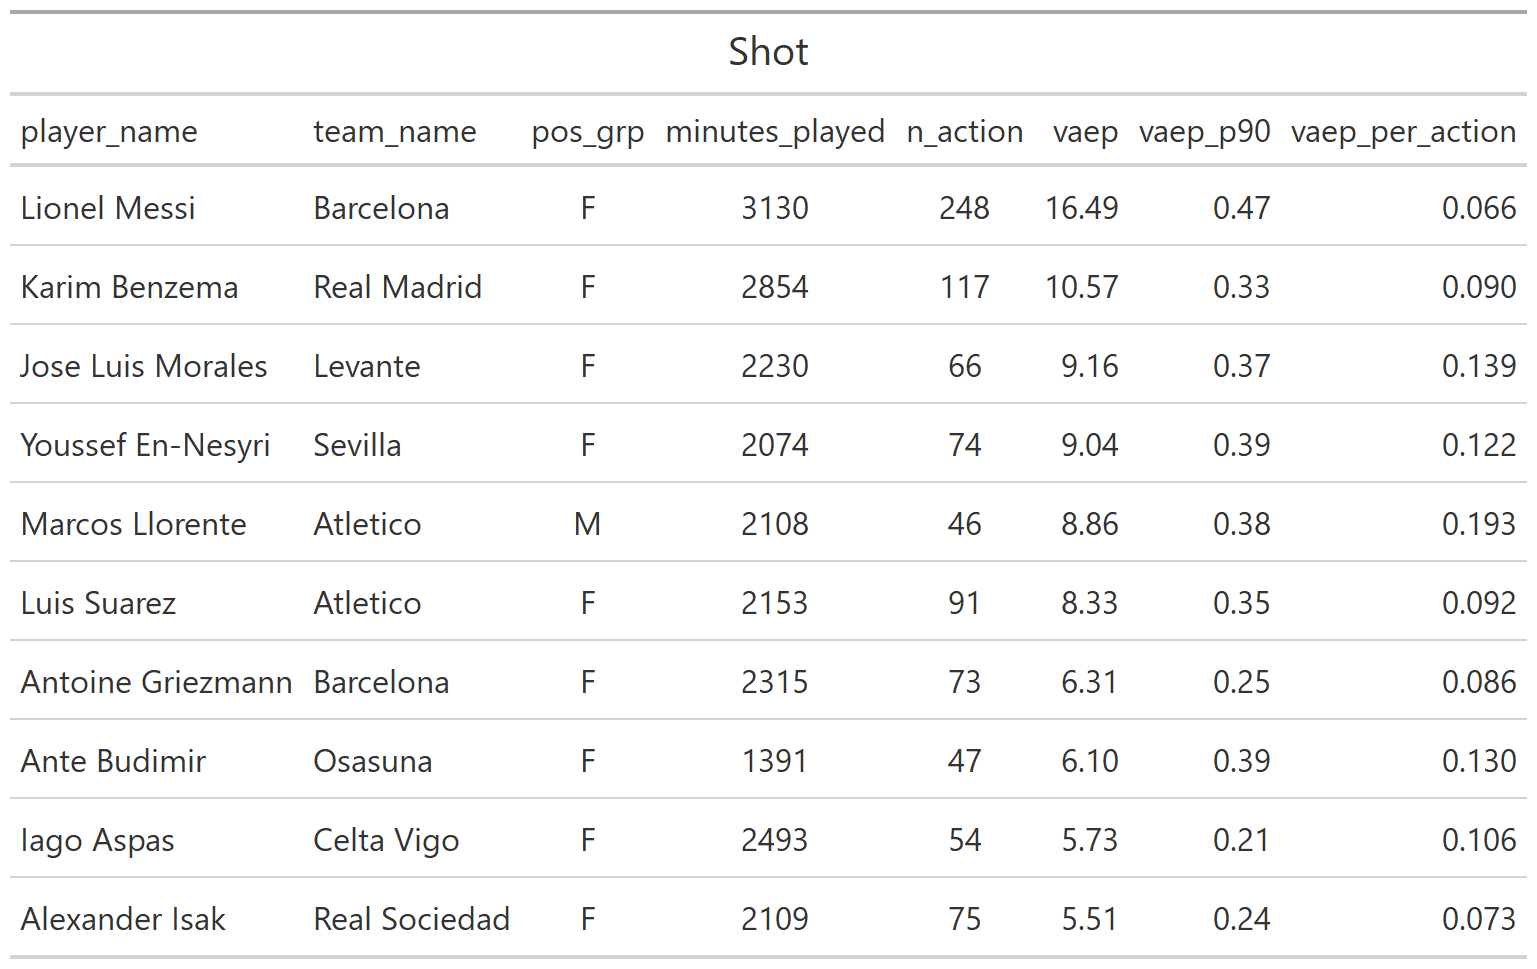 Shot
player_name team_name pos_grp minutes_played n_action vaep vaep_p90 vaep_per_action
Lionel Messi Barcelona F 3130 248 16.49 0.47 0.066
Karim Benzema Real Madrid F 2854 117 10.57 0.33 0.090
Jose Luis Morales Levante F 2230 66 9.16 0.37 0.139
Youssef En-Nesyri Sevilla F 2074 74 9.04 0.39 0.122
Marcos Llorente Atletico M 2108 46 8.86 0.38 0.193
Luis Suarez Atletico F 2153 91 8.33 0.35 0.092
Antoine Griezmann Barcelona F 2315 73 6.31 0.25 0.086
Ante Budimir Osasuna F 1391 47 6.10 0.39 0.130
Iago Aspas Celta Vigo F 2493 54 5.73 0.21 0.106
Alexander Isak Real Sociedad F 2109 75 5.51 0.24 0.073